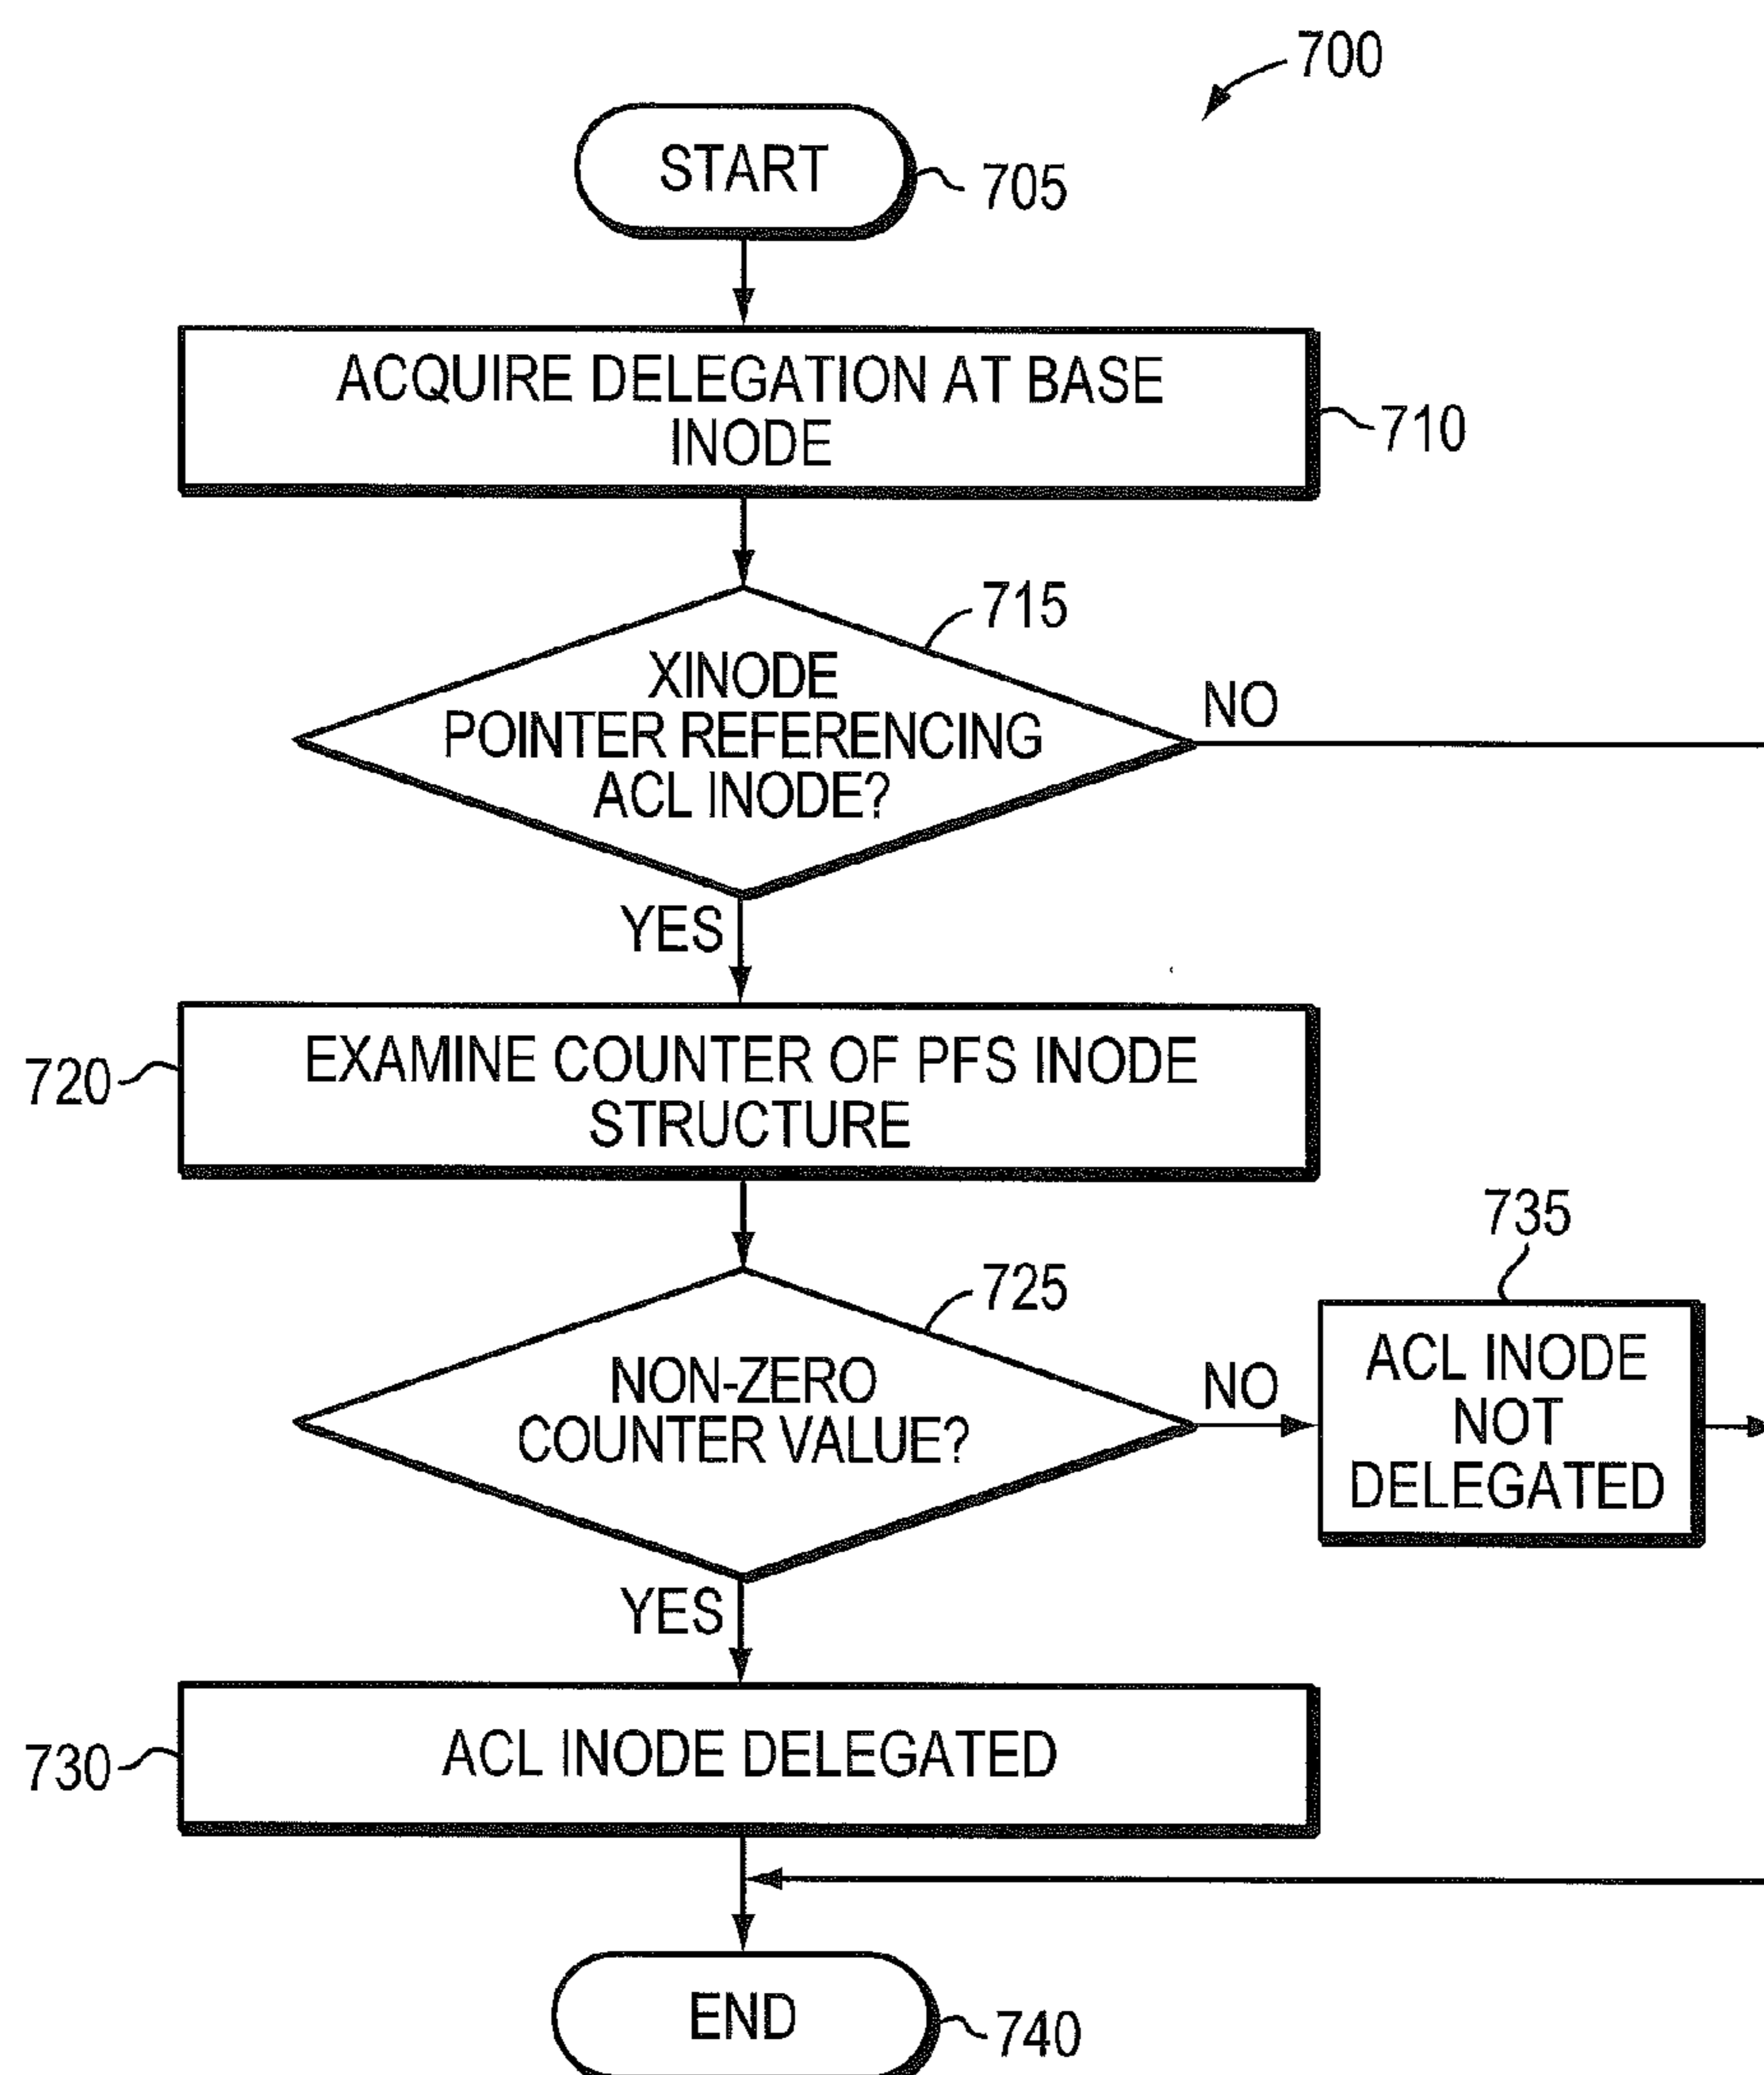 700
START
705
ACQUIRE DELEGATION AT BASE
INODE
710
715
XINODE
POINTER REFERENCING
ACL INODE?
NO
YES
720
EXAMINE COUNTER OF PFS INODE
STRUCTURE
725
NON-ZERO
COUNTER VALUE?
NO
735
ACL INODE
NOT
DELEGATED
YES
730
ACL INODE DELEGATED
END
740